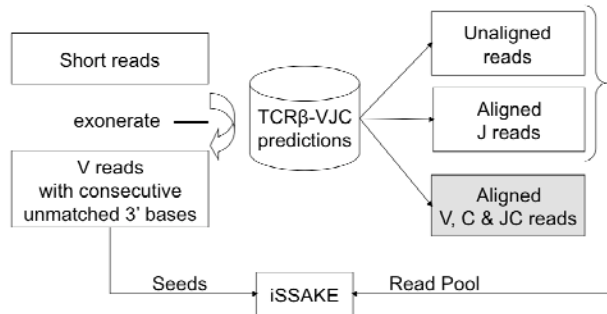 Short reads
exonerate
V reads
with consecutive
unmatched 3' bases
TCRβ-VJC
predictions
Unaligned
reads
Aligned
J reads
Aligned
V, C & JC reads
Seeds
iSSAKE
Read Pool